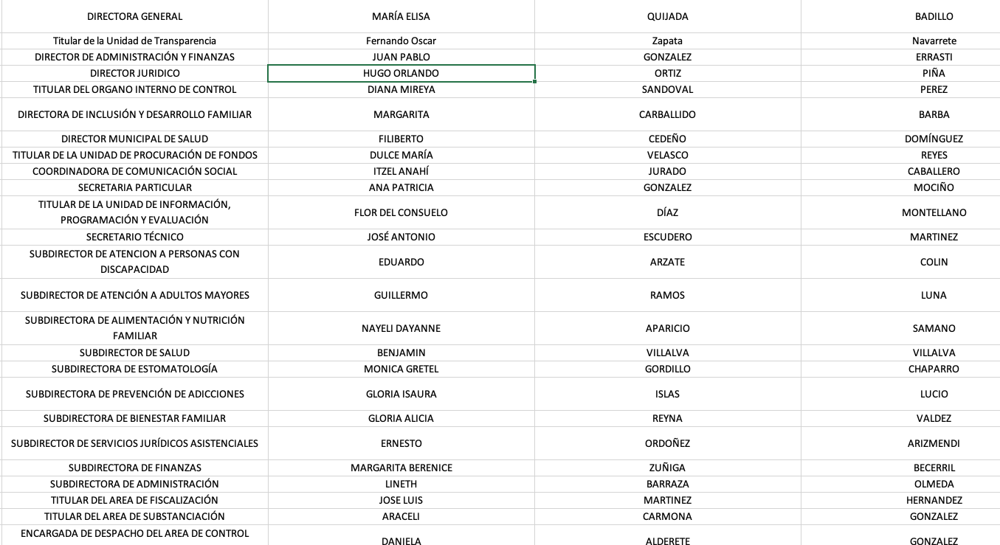 DIRECTORA GENERAL MARÍA ELISA QUIJADA BADILLO
Titular de la Unidad de Transparencia Fernando Oscar Zapata Navarrete
DIRECTOR DE ADMINISTRACIÓN Y FINANZAS JUAN PABLO GONZALEZ ERRASTI
DIRECTOR JURIDICO HUGO ORLANDO ORTIZ PIÑA
TITULAR DEL ORGANO INTERNO DE CONTROL DIANA MIREYA SANDOVAL PEREZ
DIRECTORA DE INCLUSIÓN Y DESARROLLO FAMILIAR MARGARITA CARBALLIDO BARBA
DIRECTOR MUNICIPAL DE SALUD FILIBERTO CEDEÑO DOMÍNGUEZ
TITULAR DE LA UNIDAD DE PROCURACIÓN DE FONDOS DULCE MARÍA VELASCO REYES
COORDINADORA DE COMUNICACIÓN SOCIAL ITZEL ANAHÍ JURADO CABALLERO
SECRETARIA PARTICULAR ANA PATRICIA GONZALEZ MOCIÑO
TITULAR DE LA UNIDAD DE INFORMACIÓN,
PROGRAMACIÓN Y EVALUACIÓN FLOR DEL CONSUELO DÍAZ MONTELLANO
SECRETARIO TÉCNICO JOSÉ ANTONIO ESCUDERO MARTINEZ
SUBDIRECTOR DE ATENCION A PERSONAS CON
DISCAPACIDAD EDUARDO ARZATE COLIN
SUBDIRECTOR DE ATENCIÓN A ADULTOS MAYORES GUILLERMO RAMOS LUNA
SUBDIRECTORA DE ALIMENTACIÓN Y NUTRICIÓN
FAMILIAR NAYELI DAYANNE APARICIO SAMANO
SUBDIRECTOR DE SALUD BENJAMIN VILLALVA VILLALVA
SUBDIRECTORA DE ESTOMATOLOGÍA MONICA GRETEL GORDILLO CHAPARRO
SUBDIRECTORA DE PREVENCIÓN DE ADICCIONES GLORIA ISAURA ISLAS LUCIO
SUBDIRECTORA DE BIENESTAR FAMILIAR GLORIA ALICIA REYNA VALDEZ
SUBDIRECTOR DE SERVICIOS JURÍDICOS ASISTENCIALES ERNESTO ORDOÑEZ ARIZMENDI
SUBDIRECTORA DE FINANZAS MARGARITA BERENICE ZUÑIGA BECERRIL
SUBDIRECTORA DE ADMINISTRACIÓN LINETH BARRAZA OLMEDA
TITULAR DEL AREA DE FISCALIZACIÓN JOSE LUIS MARTINEZ HERNANDEZ
TITULAR DEL AREA DE SUBSTANCIACIÓN ARACELI CARMONA GONZALEZ
ENCARGADA DE DESPACHO DEL AREA DE CONTROL
DANIELA ALDERETE GONZALEZ